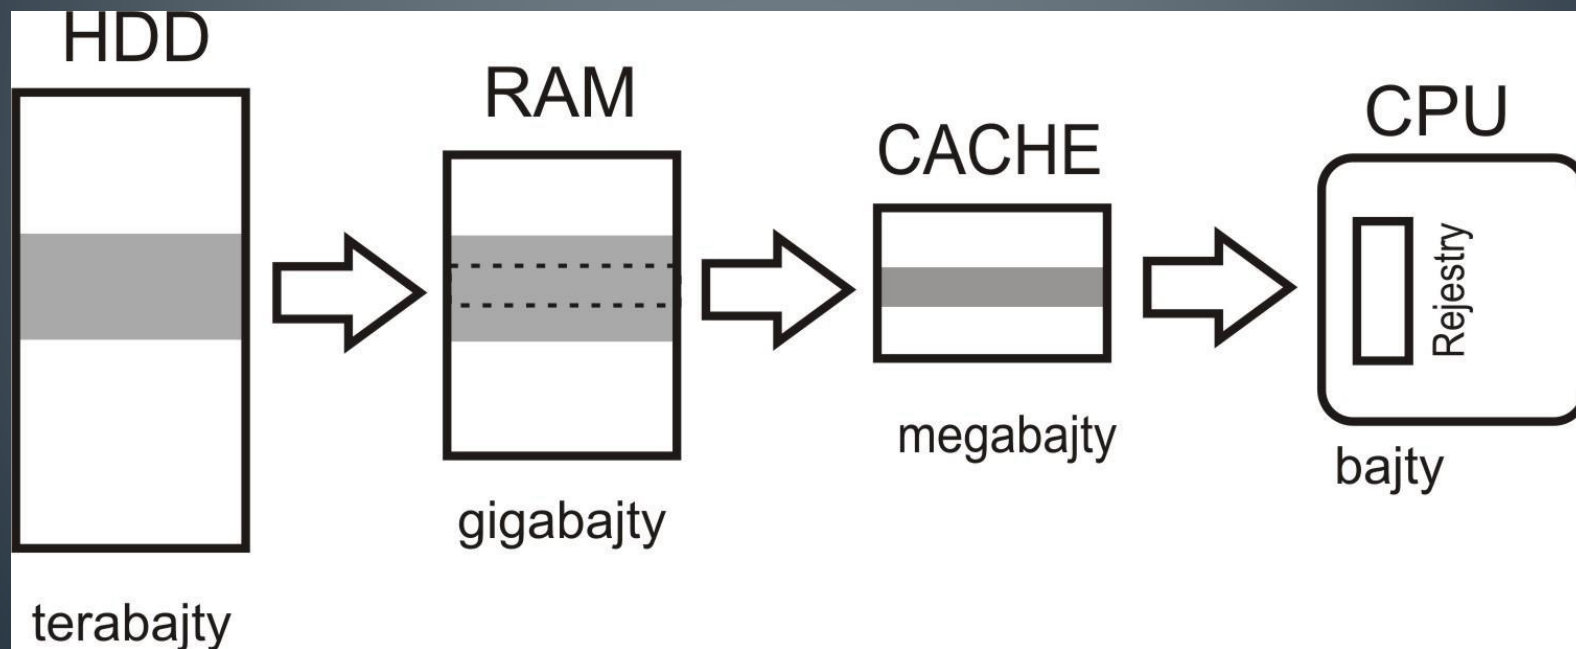 HDD
terabajty
RAM
gigabajty
CACHE
megabajty
CPU
Rejestry
bajty